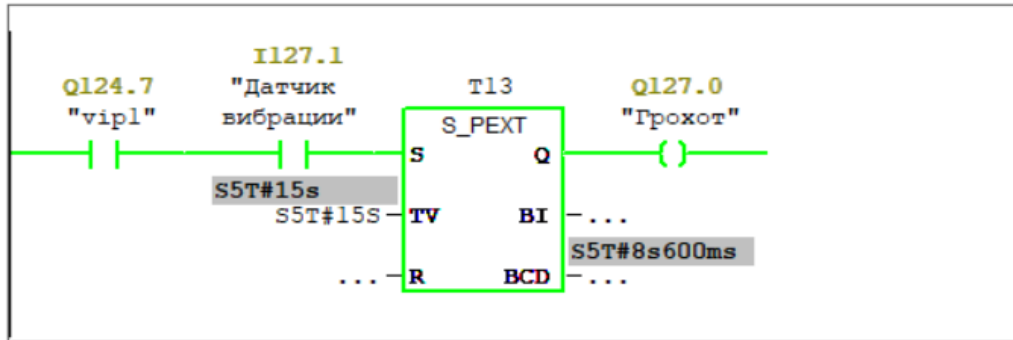 I127.1
Q124.7 "Датчик T13 Q127.0
"vip1" вибрации" S_PEXT "Грохот"
S Q
S5T#15s
S5T#15S TV BI ...
S5T#8s600ms
... R BCD ...